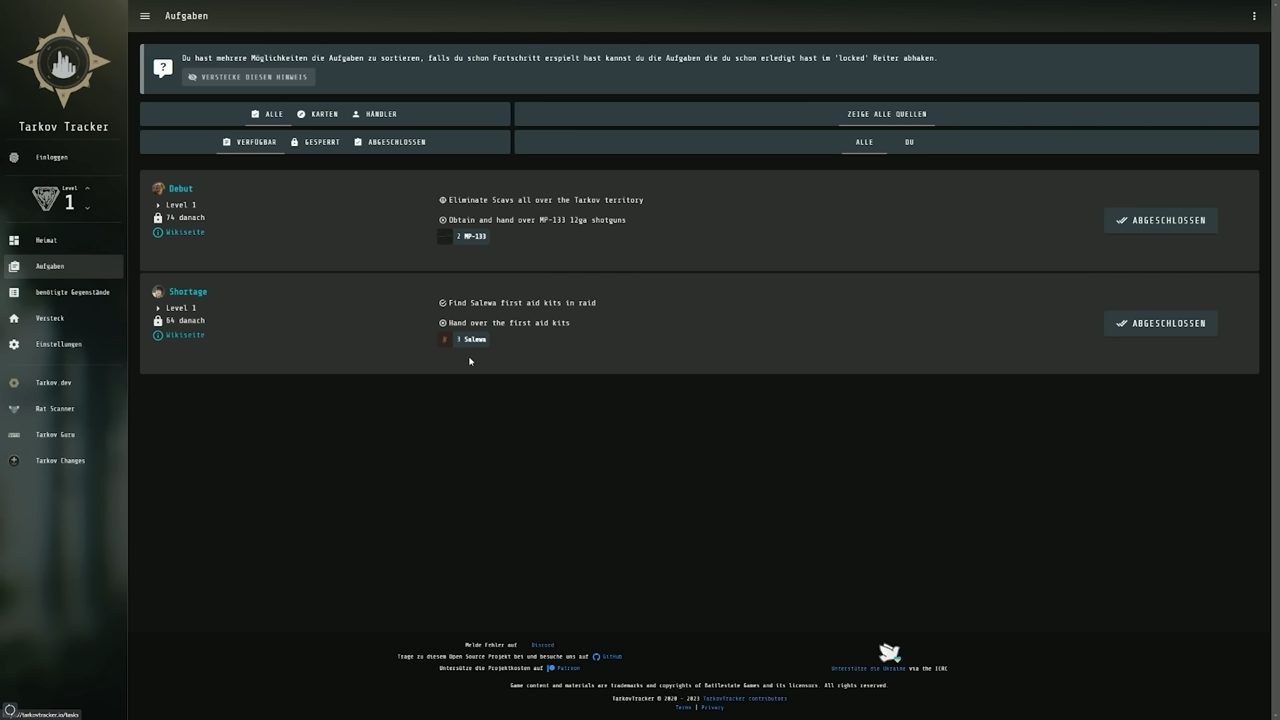 Aufgaben
Du hast mehrere Möglichkeiten die Aufgaben zu sortieren, falls du schon Fortschritt erspielt hast kannst du die Aufgaben die du schon erledigt hast im 'locked' Reiter abhaken.
VERSTECKE DIESEN HINWEIS
Tarkov Tracker
Einloggen
Level
1
Heimat
Aufgaben
benötigte Gegenstände
Versteck
Einstellungen
Tarkov.dev
Rat Scanner
Tarkov Guru
Tarkov Changes
ALLE KARTEN HÄNDLER
ZEIGE ALLE QUELLEN
VERFÜGBAR GESPERRT ABGESCHLOSSEN
ALLE DU
Debut
Level 1
74 danach
Wikiseite
Eliminate Scavs all over the Tarkov territory
Obtain and hand over MP-133 12ga shotguns
2 MP-133
ABGESCHLOSSEN
Shortage
Level 1
64 danach
Wikiseite
Find Salewa first aid kits in raid
Hand over the first aid kits
3 Salewa
ABGESCHLOSSEN
Melde Fehler auf Discord
Trage zu diesem Open Source Projekt bei und besuche uns auf GitHub
Unterstütze die Projektkosten auf Patreon
Unterstütze die Ukraine via the ICRC
Game content and materials are trademarks and copyrights of Battlestate Games and its licensors. All rights reserved.
TarkovTracker © 2020 - 2023 TarkovTracker contributors
Terms | Privacy
//tarkovtracker.io/tasks